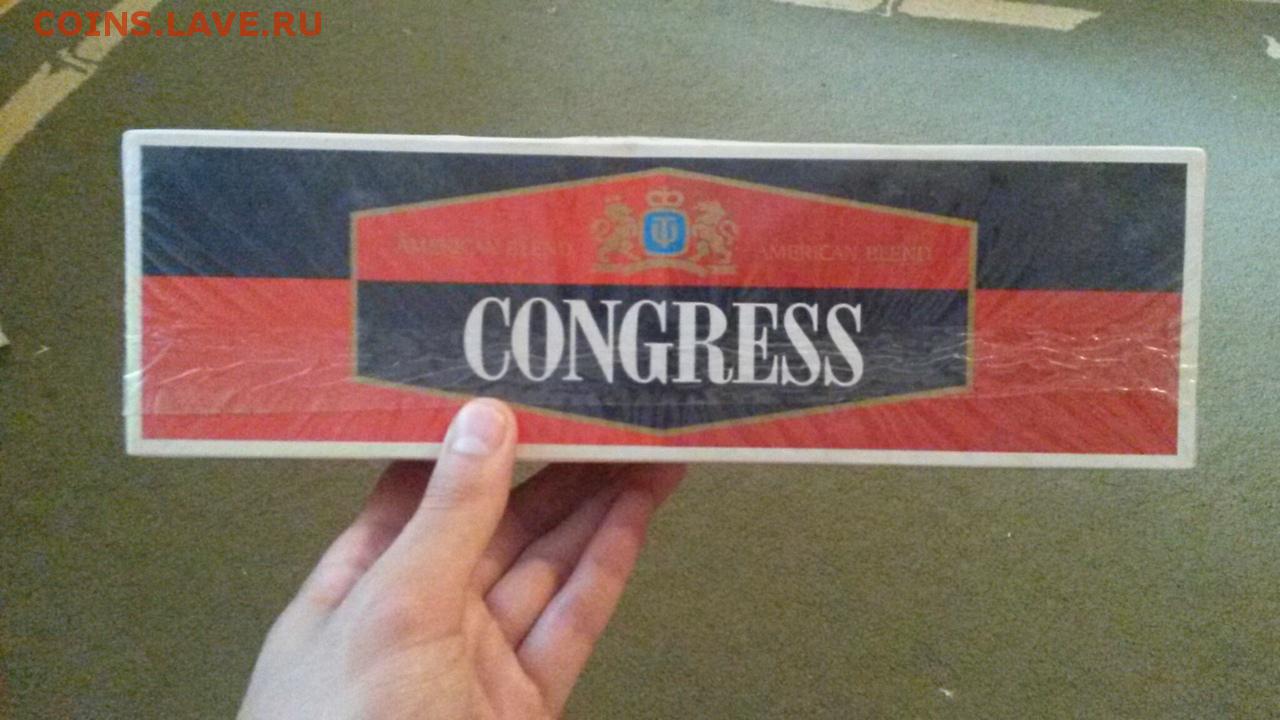 COINS.LAVE.RU
AMERICAN BLEND AMERICAN BLEND
CONGRESS